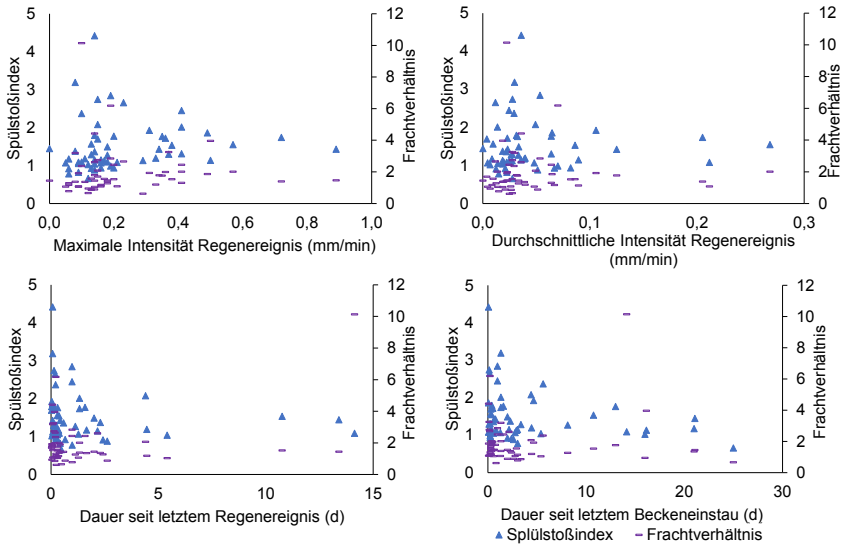 5
4
3
2
1
0
Spülstoßindex
12
10
8
6
4
2
0
Frachtverhältnis
0,0 0,2 0,4 0,6 0,8 1,0
Maximale Intensität Regenereignis (mm/min)
5
4
3
2
1
0
Spülstoßindex
12
10
8
6
4
2
0
Frachtverhältnis
0,0 0,1 0,2 0,3
Durchschnittliche Intensität Regenereignis
(mm/min)
5
4
3
2
1
0
Spülstoßindex
12
10
8
6
4
2
0
Frachtverhältnis
0 5 10 15
Dauer seit letztem Regenereignis (d)
5
4
3
2
1
0
Spülstoßindex
12
10
8
6
4
2
0
Frachtverhältnis
0 10 20 30
Dauer seit letztem Beckeneinstau (d)
Splülstoßindex Frachtverhältnis